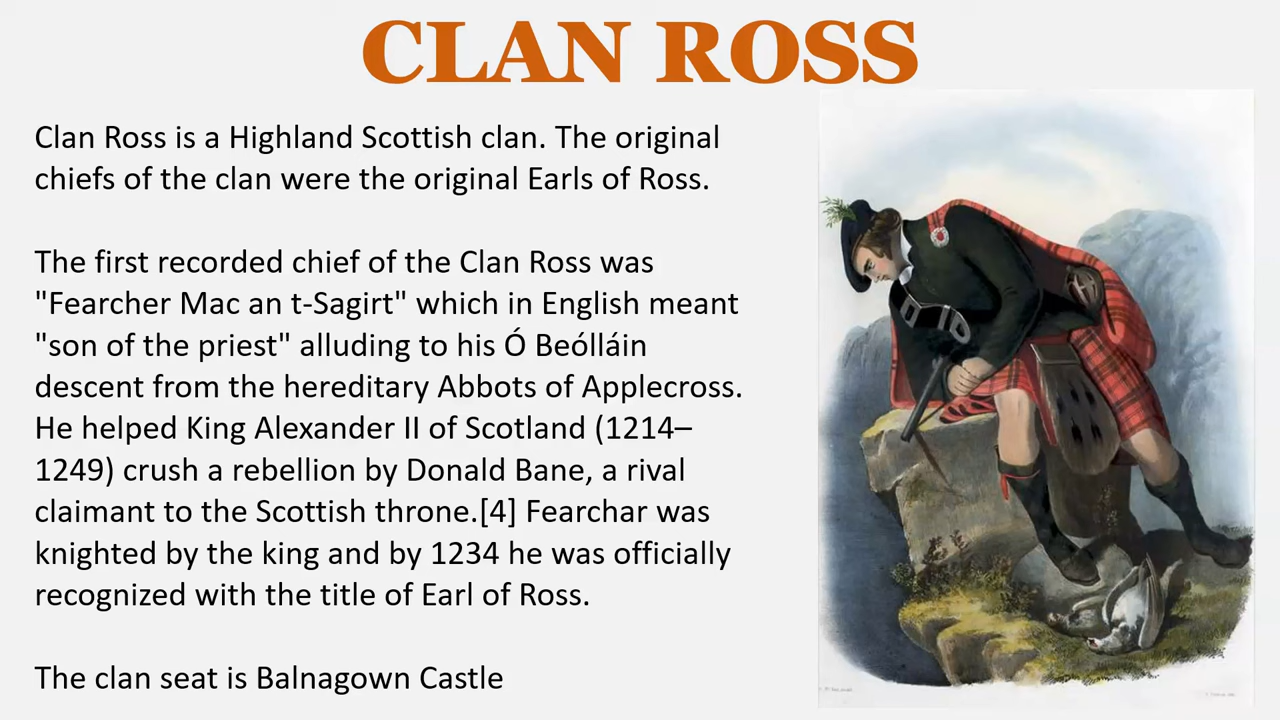 CLAN ROSS
Clan Ross is a Highland Scottish clan. The original
chiefs of the clan were the original Earls of Ross.
The first recorded chief of the Clan Ross was
"Fearcher Mac an t-Sagirt" which in English meant
"son of the priest" alluding to his Ó Beólláin
descent from the hereditary Abbots of Applecross.
He helped King Alexander II of Scotland (1214–
1249) crush a rebellion by Donald Bane, a rival
claimant to the Scottish throne.[4] Fearchar was
knighted by the king and by 1234 he was officially
recognized with the title of Earl of Ross.
The clan seat is Balnagown Castle